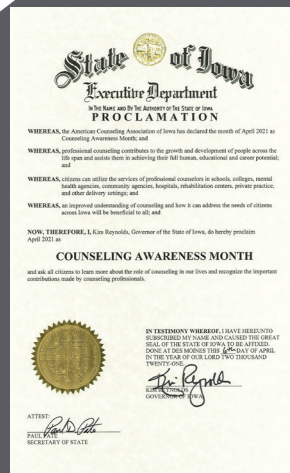 State of Iowa
Executive Department
IN THE NAME AND BY THE AUTHORITY OF THE STATE OF IOWA
PROCLAMATION
WHEREAS, the American Counseling Association of Iowa has declared the month of April 2021 as
Counseling Awareness Month; and
WHEREAS, professional counseling contributes to the growth and development of people across the
life span and assists them in achieving their full human, educational and career potential;
and
WHEREAS, citizens can utilize the services of professional counselors in schools, colleges, mental
health agencies, community agencies, hospitals, rehabilitation centers, private practice,
and other delivery settings; and
WHEREAS, an improved understanding of counseling and how it can address the needs of citizens
across Iowa will be beneficial to all; and
NOW, THEREFORE, I, Kim Reynolds, Governor of the State of Iowa, do hereby proclaim
April 2021 as
COUNSELING AWARENESS MONTH
and ask all citizens to learn more about the role of counseling in our lives and recognize the important
contributions made by counseling professionals.
IN TESTIMONY WHEREOF, I HAVE HEREUNTO
SUBSCRIBED MY NAME AND CAUSED THE GREAT
SEAL OF THE STATE OF IOWA TO BE AFFIXED.
DONE AT DES MOINES THIS DAY OF APRIL
IN THE YEAR OF OUR LORD TWO THOUSAND
TWENTY-ONE
Kim Reynolds
KIM REYNOLDS
GOVERNOR OF IOWA
ATTEST:
Paul D. Pate
PAUL PATE
SECRETARY OF STATE